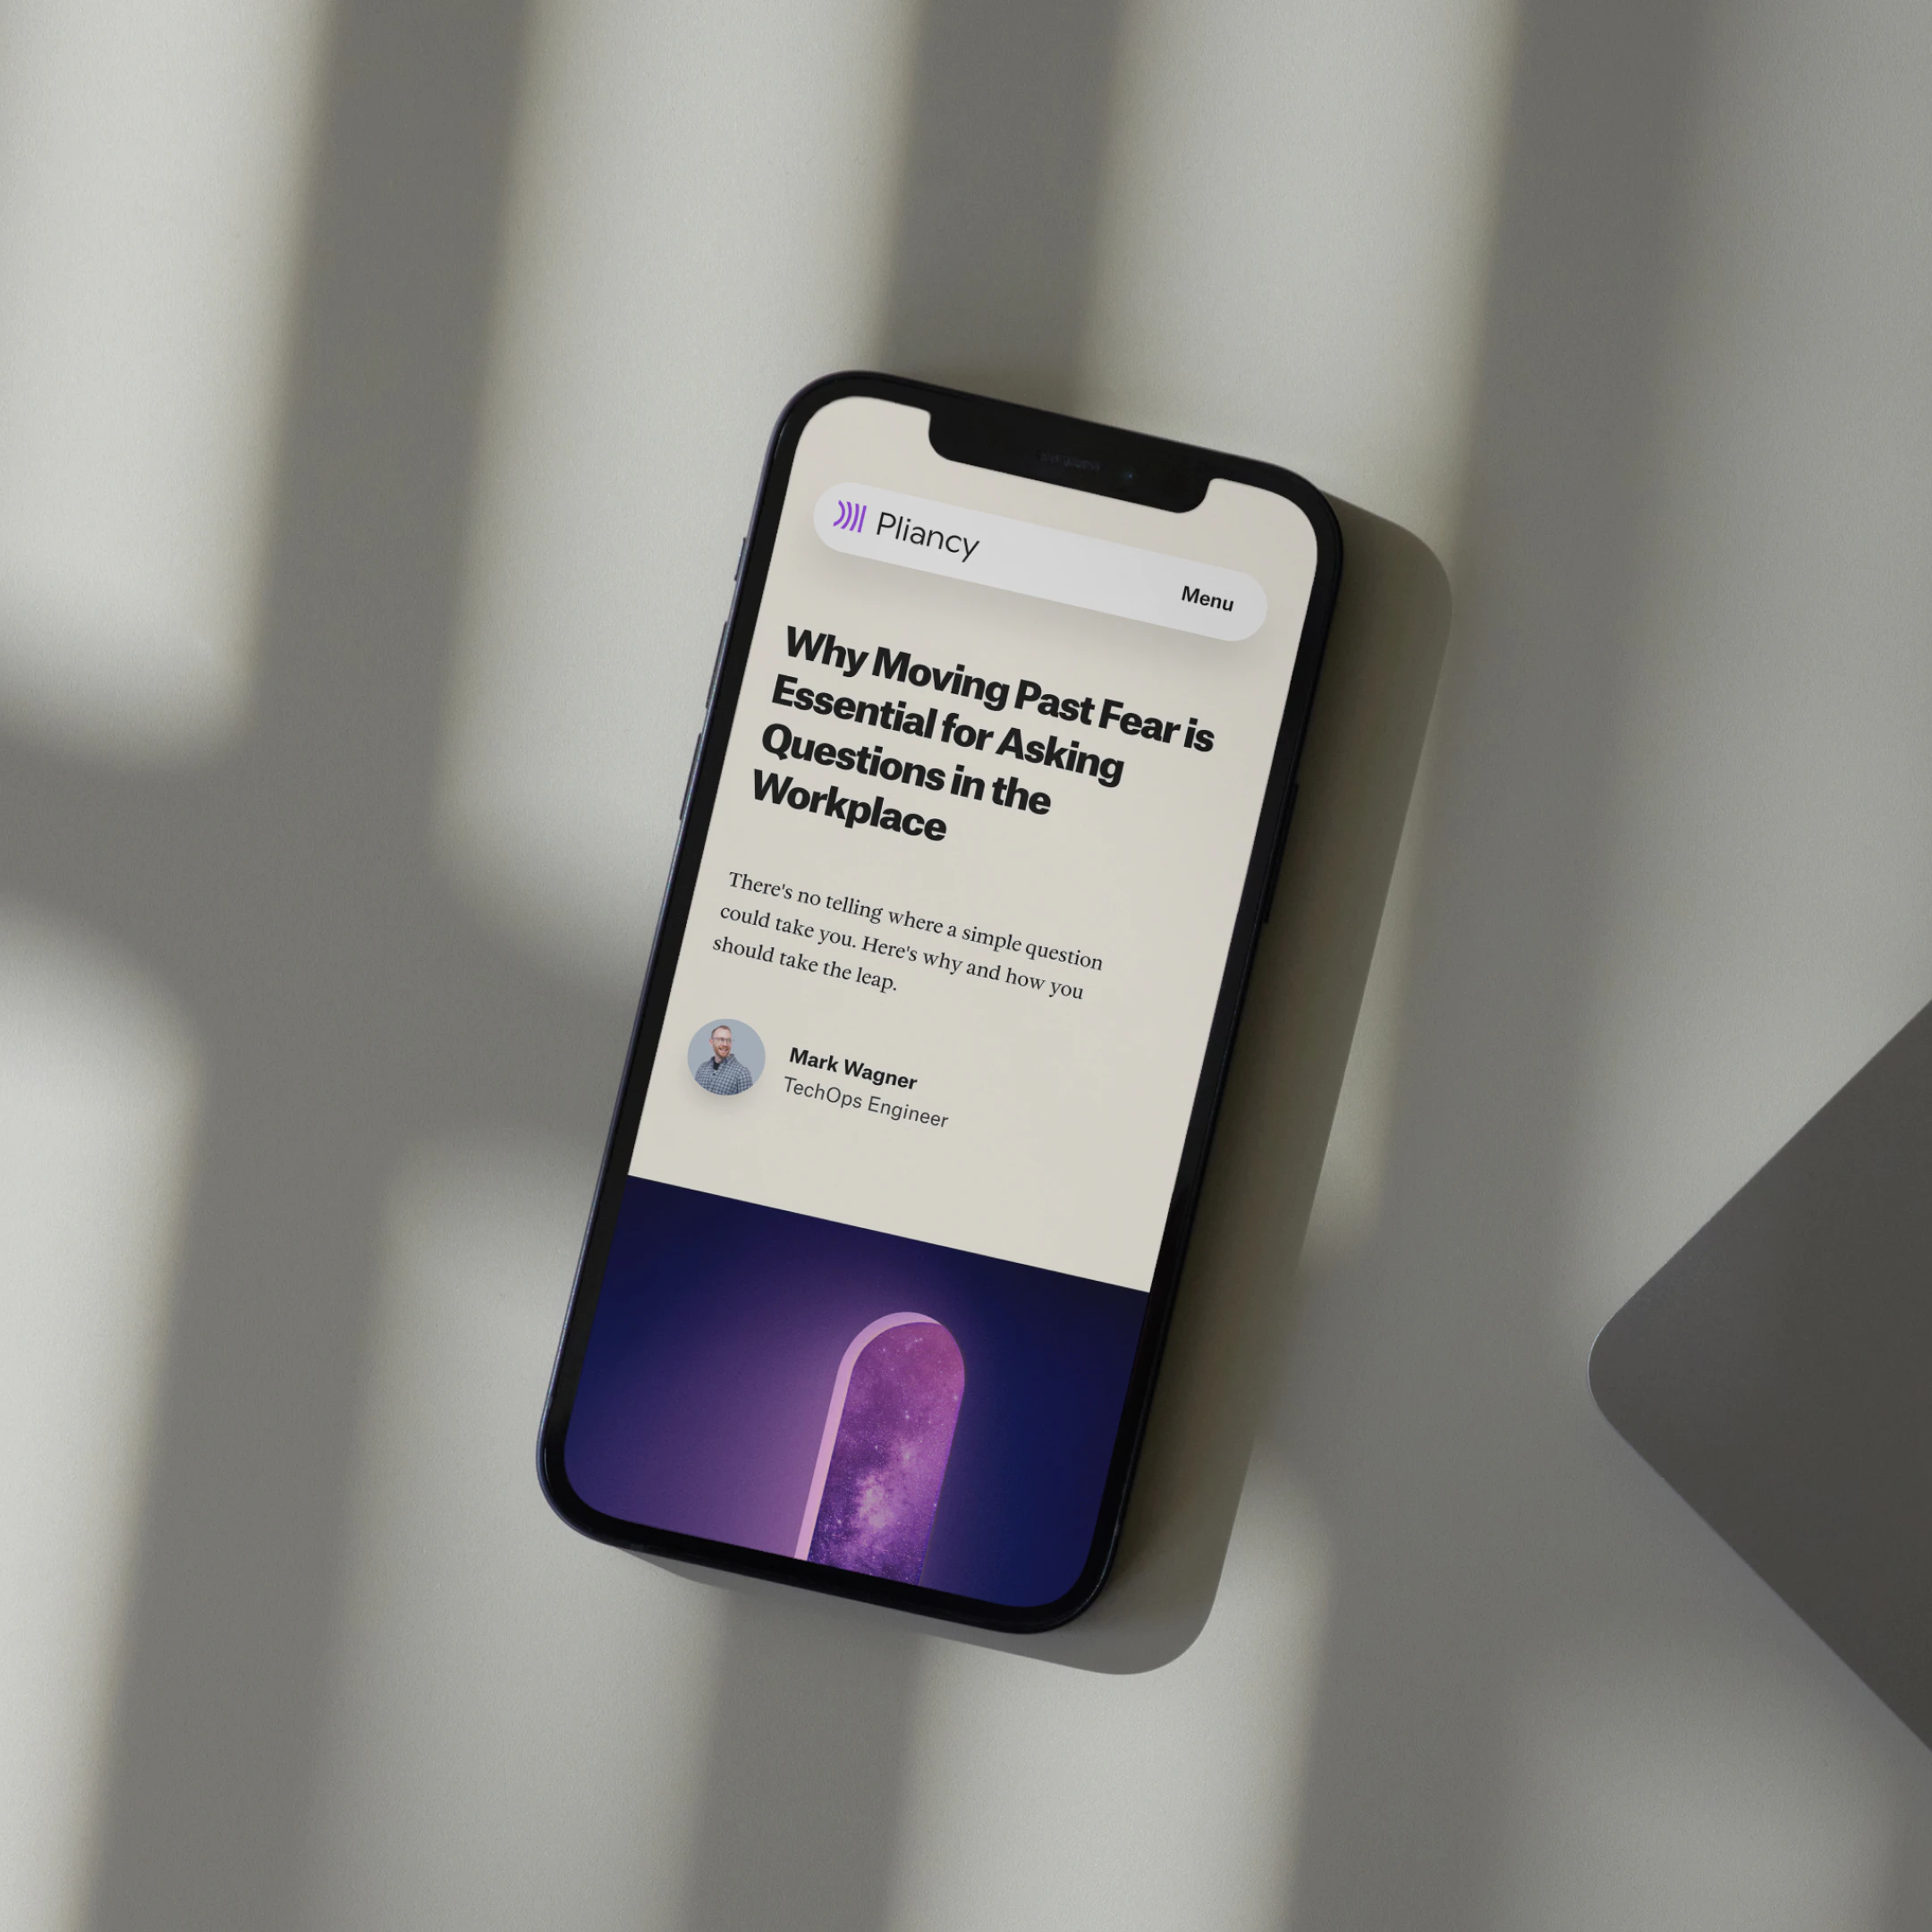 Pliancy
Menu
Why Moving Past Fear is
Essential for Asking
Questions in the
Workplace
There's no telling where a simple question
could take you. Here's why and how you
should take the leap.
Mark Wagner
TechOps Engineer